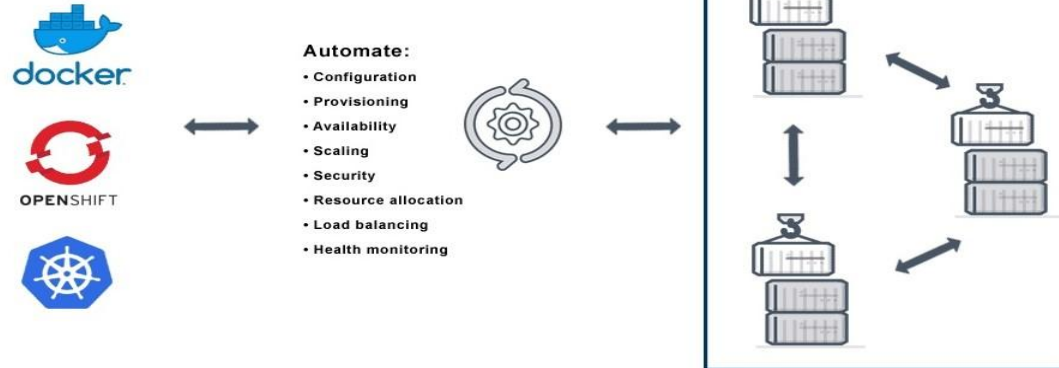 docker
OPENSHIFT
Automate:
• Configuration
• Provisioning
• Availability
• Scaling
• Security
• Resource allocation
• Load balancing
• Health monitoring